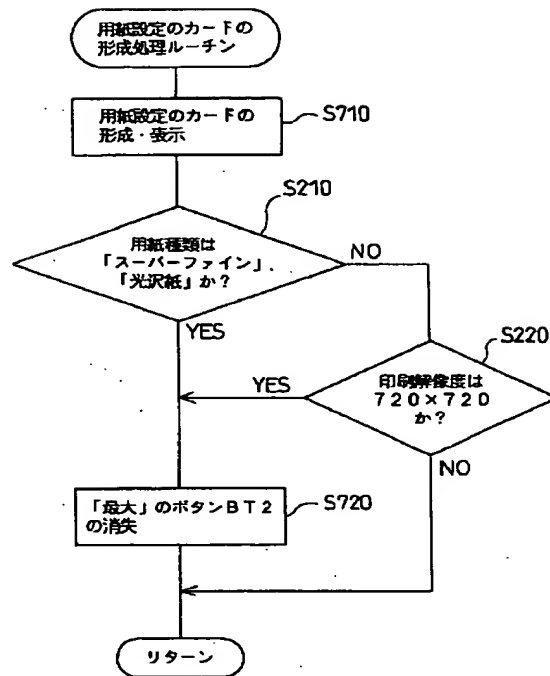 用紙設定のカードの
形成処理ルーチン
用紙設定のカードの
形成・表示
S710
S210
用紙種類は
「スーパーファイン」、
「光沢紙」か？
NO
YES
S220
YES
印刷解像度は
７２０×７２０
か？
NO
「最大」のボタンＢＴ２
の消失
S720
リターン